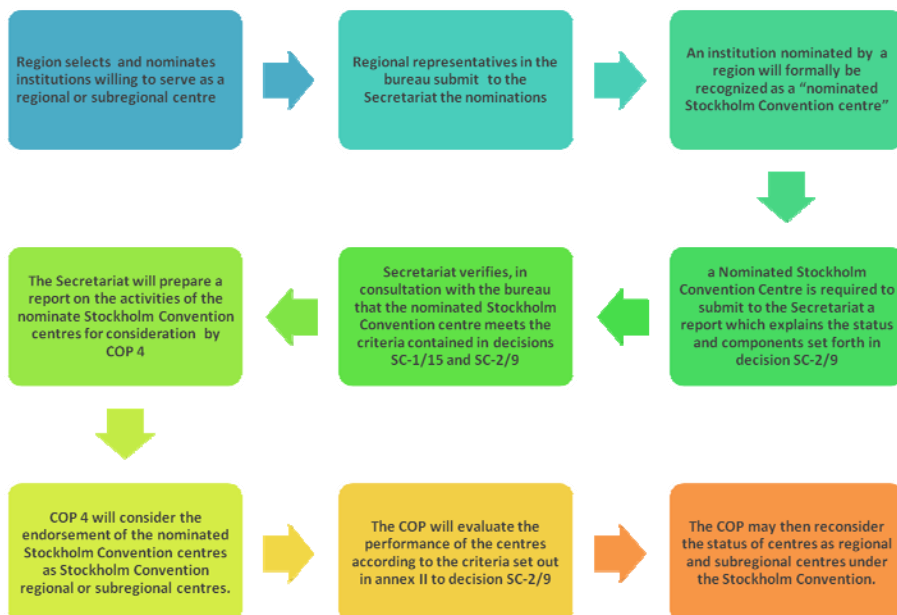 Region selects and nominates
institutions willing to serve as a
regional or subregional centre
Regional representatives in the
bureau submit to the
Secretariat the nominations
An institution nominated by a
region will formally be
recognized as a “nominated
Stockholm Convention centre”
a Nominated Stockholm
Convention Centre is required to
submit to the Secretariat a
report which explains the status
and components set forth in
decision SC-2/9
Secretariat verifies, in
consultation with the bureau
that the nominated Stockholm
Convention centre meets the
criteria contained in decisions
SC-1/15 and SC-2/9
The Secretariat will prepare a
report on the activities of the
nominate Stockholm Convention
centres for consideration by
COP 4
COP 4 will consider the
endorsement of the nominated
Stockholm Convention centres
as Stockholm Convention
regional or subregional centres.
The COP will evaluate the
performance of the centres
according to the criteria set out
in annex II to decision SC-2/9
The COP may then reconsider
the status of centres as regional
and subregional centres under
the Stockholm Convention.